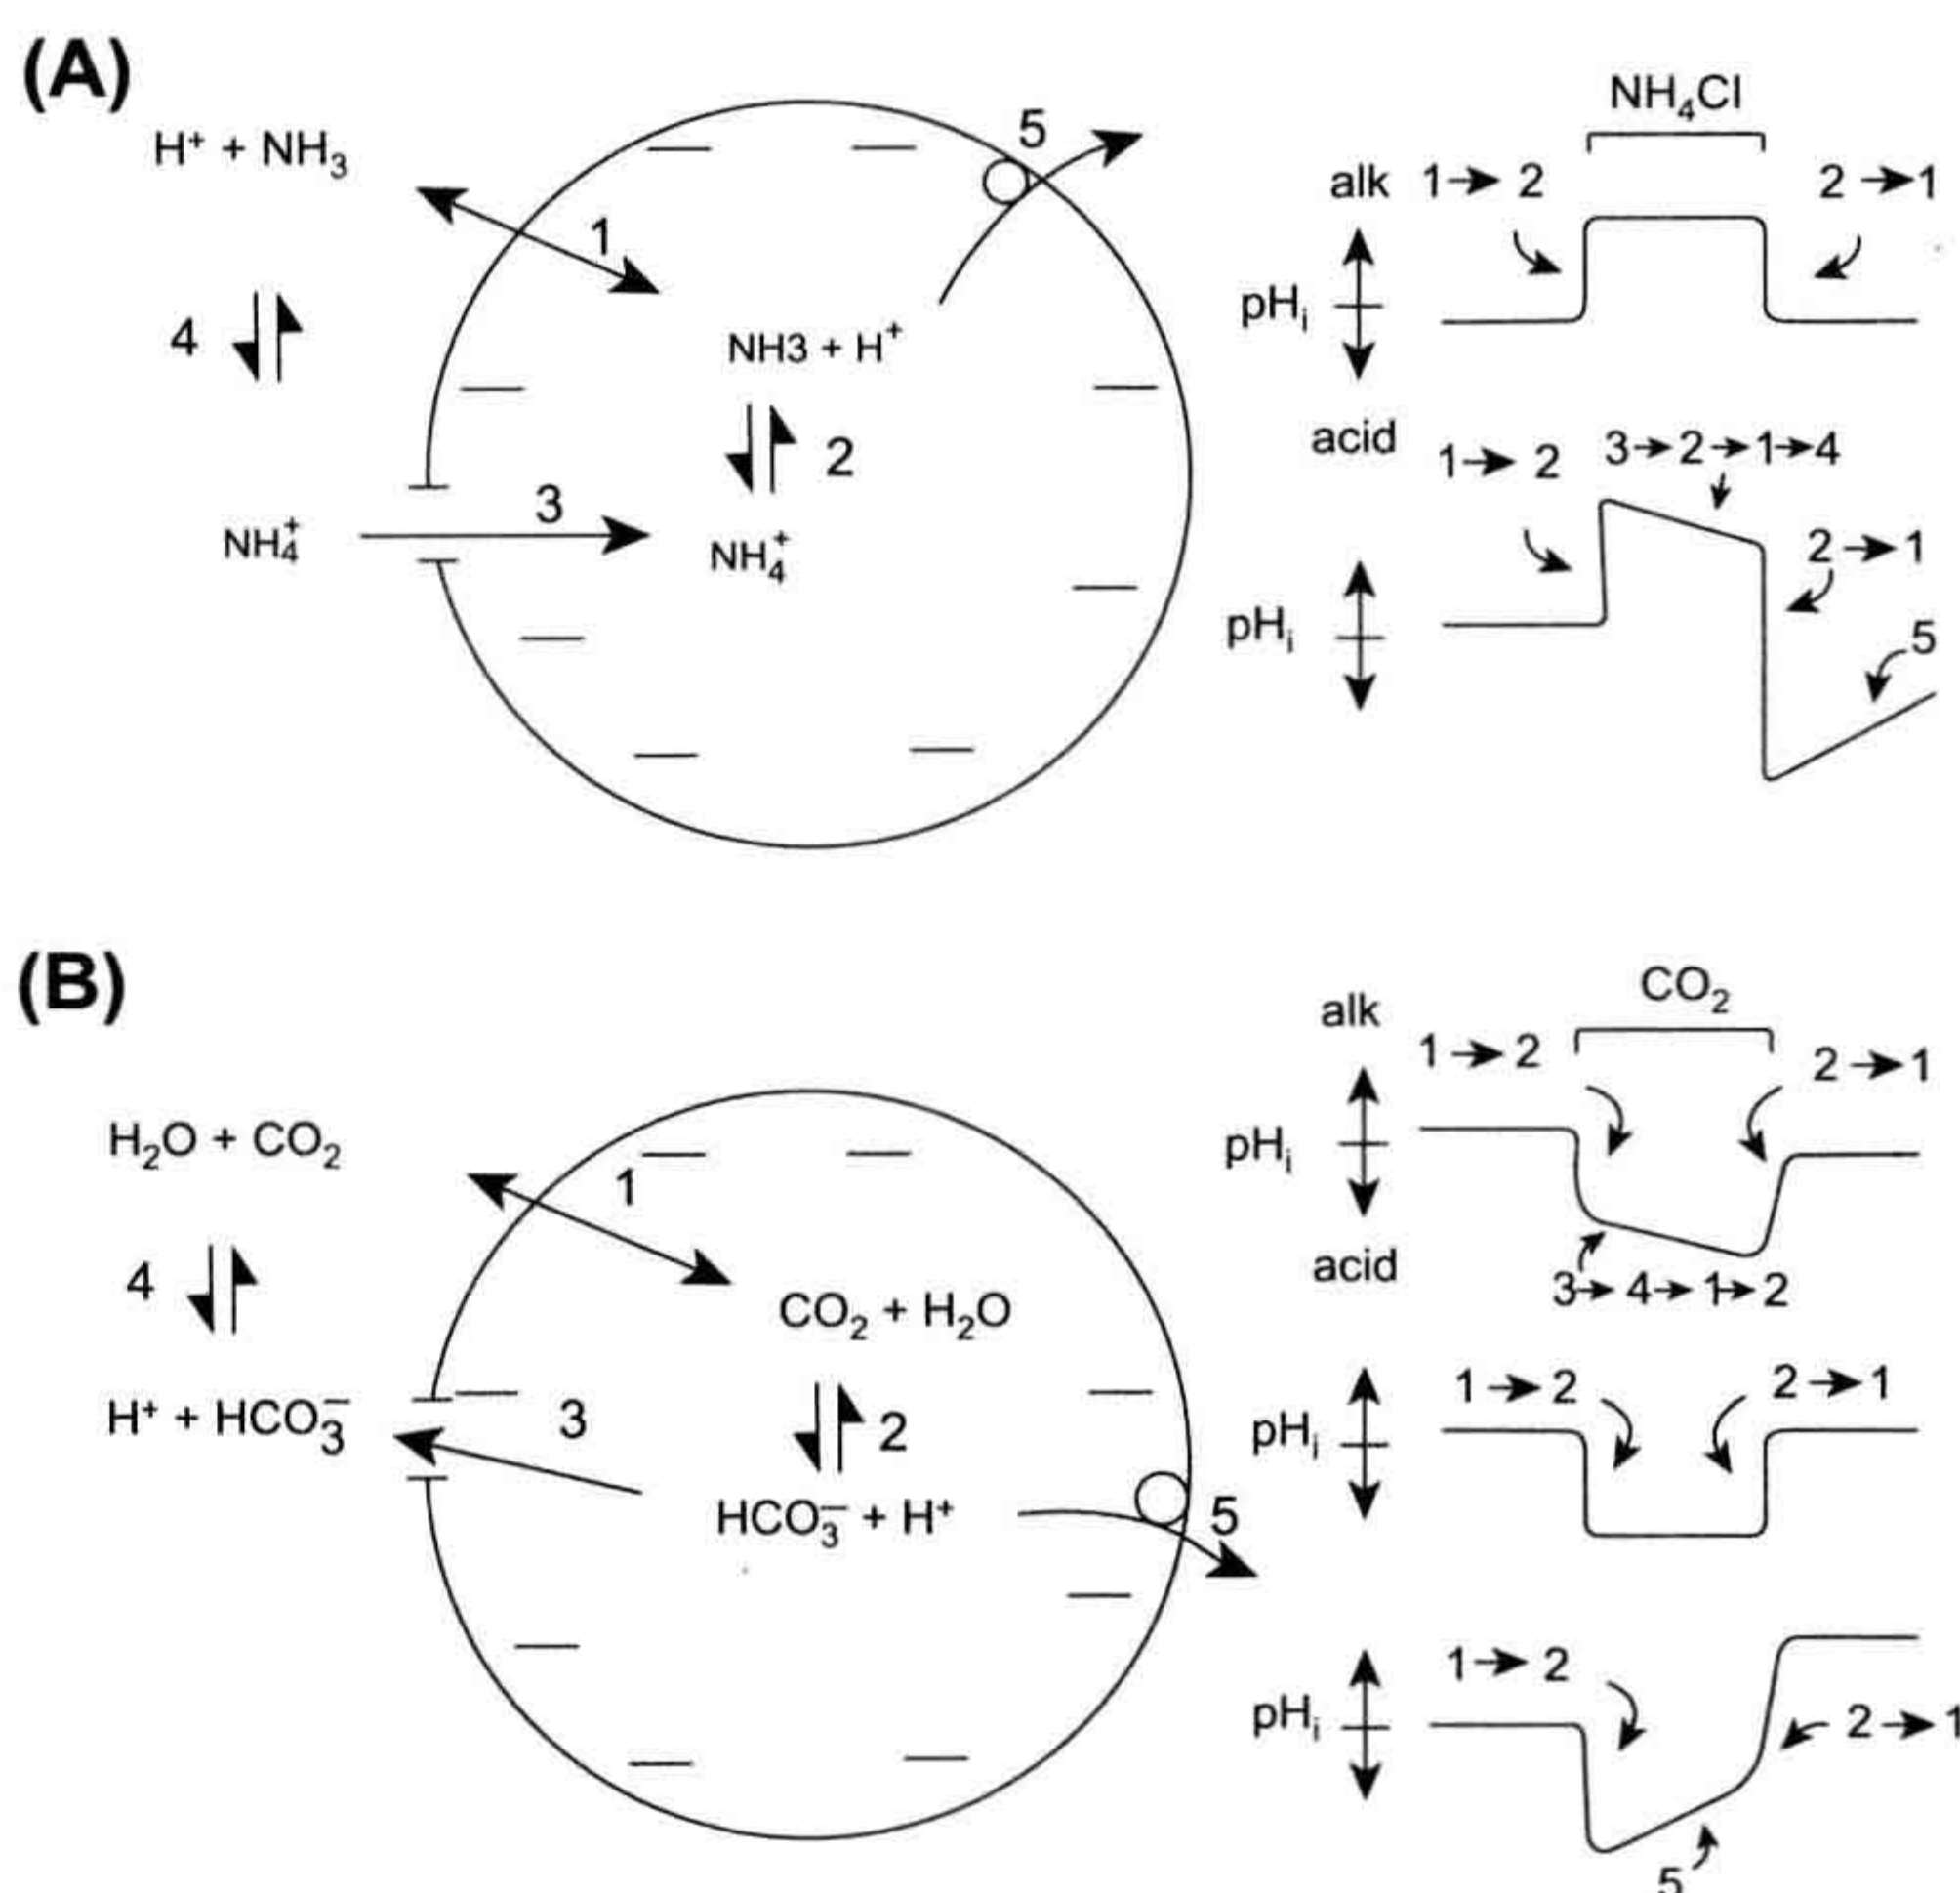 (A)
H⁺ + NH₃
1
5
4
NH3 + H⁺
2
NH₄⁺
3
NH₄⁺
NH₄Cl
alk
1→ 2
2 →1
pHᵢ
acid
1→ 2
3→2→1→4
2 →1
pHᵢ
5
(B)
H₂O + CO₂
1
4
CO₂ + H₂O
H⁺ + HCO₃⁻
3
2
HCO₃⁻ + H⁺
5
alk
CO₂
1→2
2→1
pHᵢ
acid
3→ 4→ 1→ 2
1→2
2→1
pHᵢ
1→ 2
pHᵢ
2→1
5